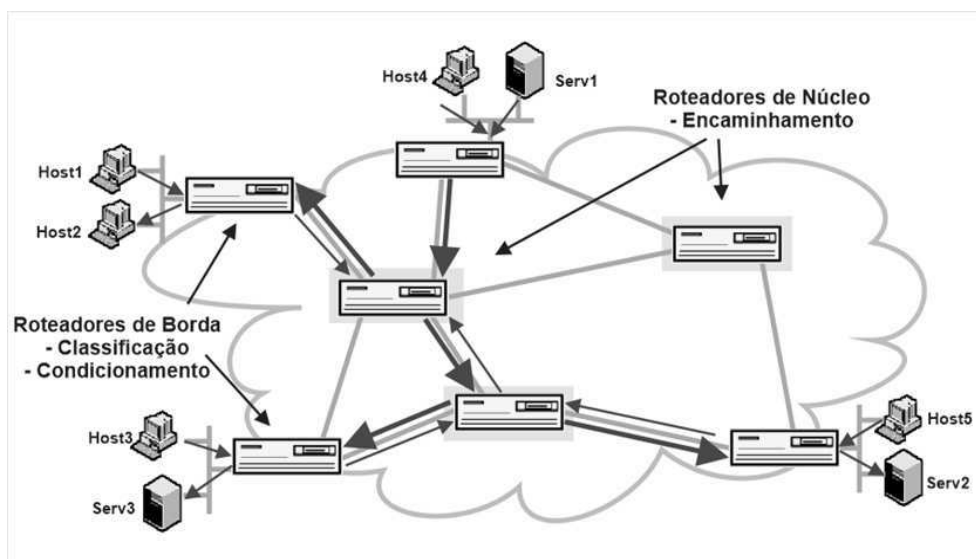 Host4
Serv1
Roteadores de Núcleo
- Encaminhamento
Host1
Host2
Roteadores de Borda
- Classificação
- Condicionamento
Host3
Serv3
Host5
Serv2